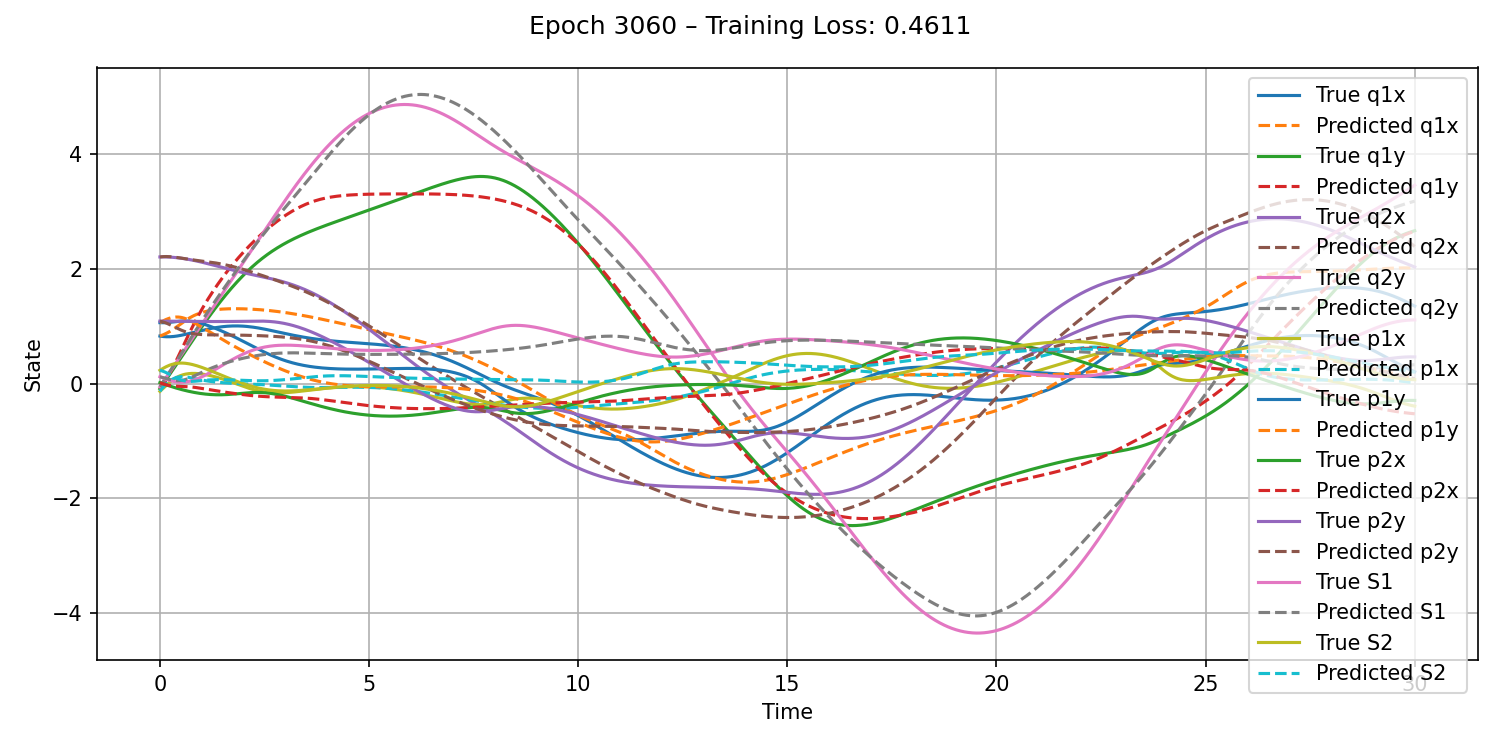 Epoch 3060 – Training Loss: 0.4611
State
4
2
0
−2
−4
0
5
10
15
20
25
30
Time
True q1x
Predicted q1x
True q1y
Predicted q1y
True q2x
Predicted q2x
True q2y
Predicted q2y
True p1x
Predicted p1x
True p1y
Predicted p1y
True p2x
Predicted p2x
True p2y
Predicted p2y
True S1
Predicted S1
True S2
Predicted S2